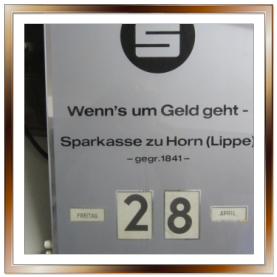 Wenn's um Geld geht -
Sparkasse zu Horn (Lippe)
- gegr. 1841 -
FREITAG 28 APRIL